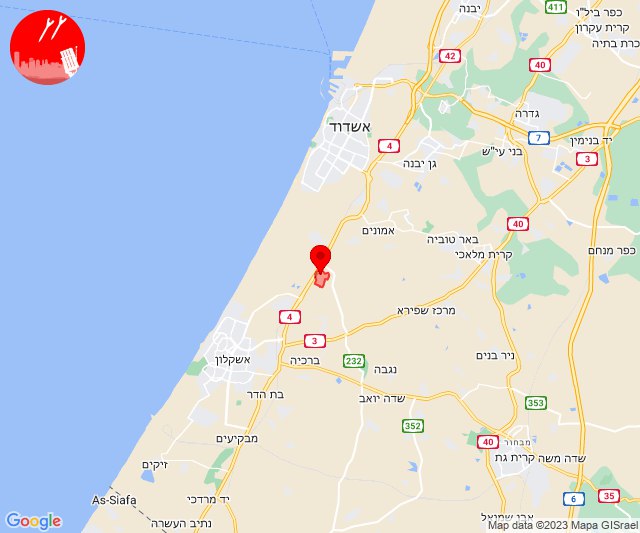 יבנה
411
כפר ביל"ו
קרית עקרון
כרת בתיה
42
40
גדרה
אשדוד
7
יד בנימין
4
בני עי"ש
3
גן יבנה
40
אמונים
באר טוביה
כפר מנחם
קרית מלאכי
4
מרכז שפירא
3
אשקלון
ברכיה
232
נגבה
ניר בנים
בת הדר
שדה יואב
353
352
מבקיעים
40
מבחור
שדה משה
קרית גת
זיקים
As-Siafa
יד מרדכי
6
35
נתיב העשרה
אבן שמואל
Google
Map data ©2023 Mapa GISrael